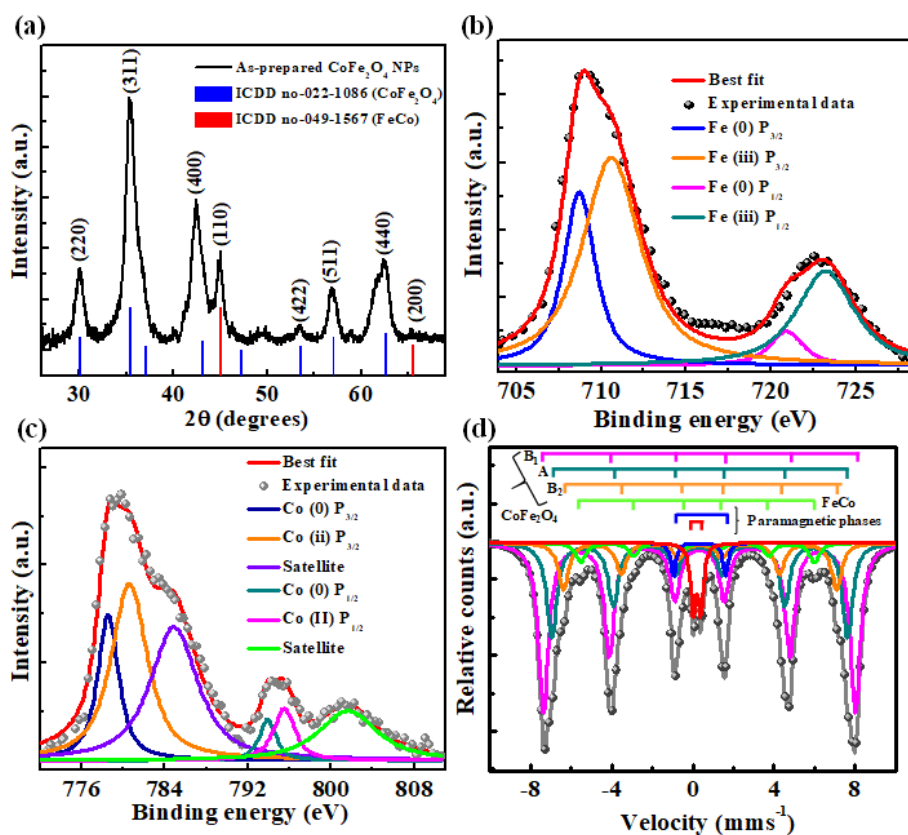 (a)
As-prepared CoFe₂O₄ NPs
ICDD no-022-1086 (CoFe₂O₄)
ICDD no-049-1567 (FeCo)
(220)
(311)
(400)
(110)
(422)
(511)
(440)
(200)
Intensity (a.u.)
30 40 50 60
2θ (degrees)
(b)
Best fit
Experimental data
Fe (0) P3/2
Fe (iii) P3/2
Fe (0) P1/2
Fe (iii) P1/2
Intensity (a.u.)
705 710 715 720 725
Binding energy (eV)
(c)
Best fit
Experimental data
Co (0) P3/2
Co (ii) P3/2
Satellite
Co (0) P1/2
Co (II) P1/2
Satellite
Intensity (a.u.)
776 784 792 800 808
Binding energy (eV)
(d)
B₁
A
B₂
CoFe₂O₄
FeCo
Paramagnetic phases
Relative counts (a.u.)
-8 -4 0 4 8
Velocity (mms⁻¹)